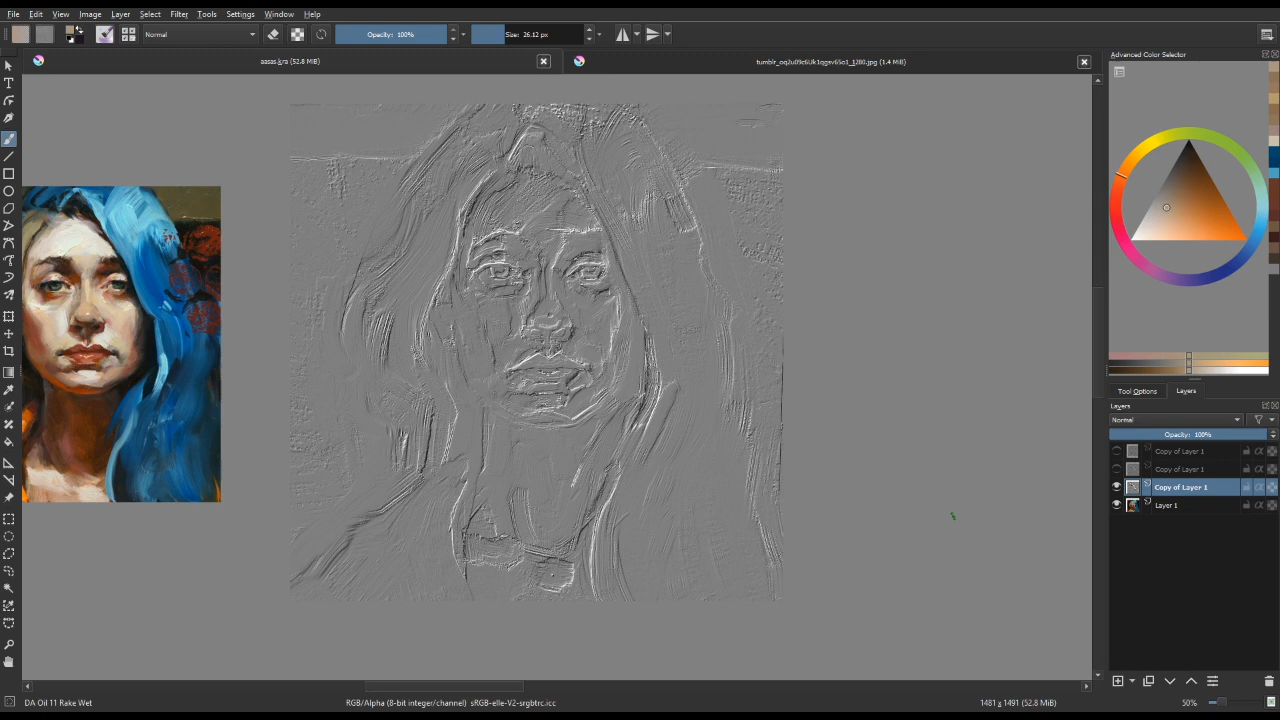 File Edit View Image Layer Select Filter Tools Settings Window Help
Normal Opacity: 100% Size: 26.12 px
aasas.kra (52.8 MiB)
Advanced Color Selector
Tool Options Layers
Layers
Normal
Opacity: 100%
Copy of Layer 1
Copy of Layer 1
Copy of Layer 1
Layer 1
DA Oil 11 Rake Wet RGB/Alpha (8-bit integer/channel) sRGB-elle-V2-srgbtrc.icc 1481 x 1491 (52.8 MiB) 50%